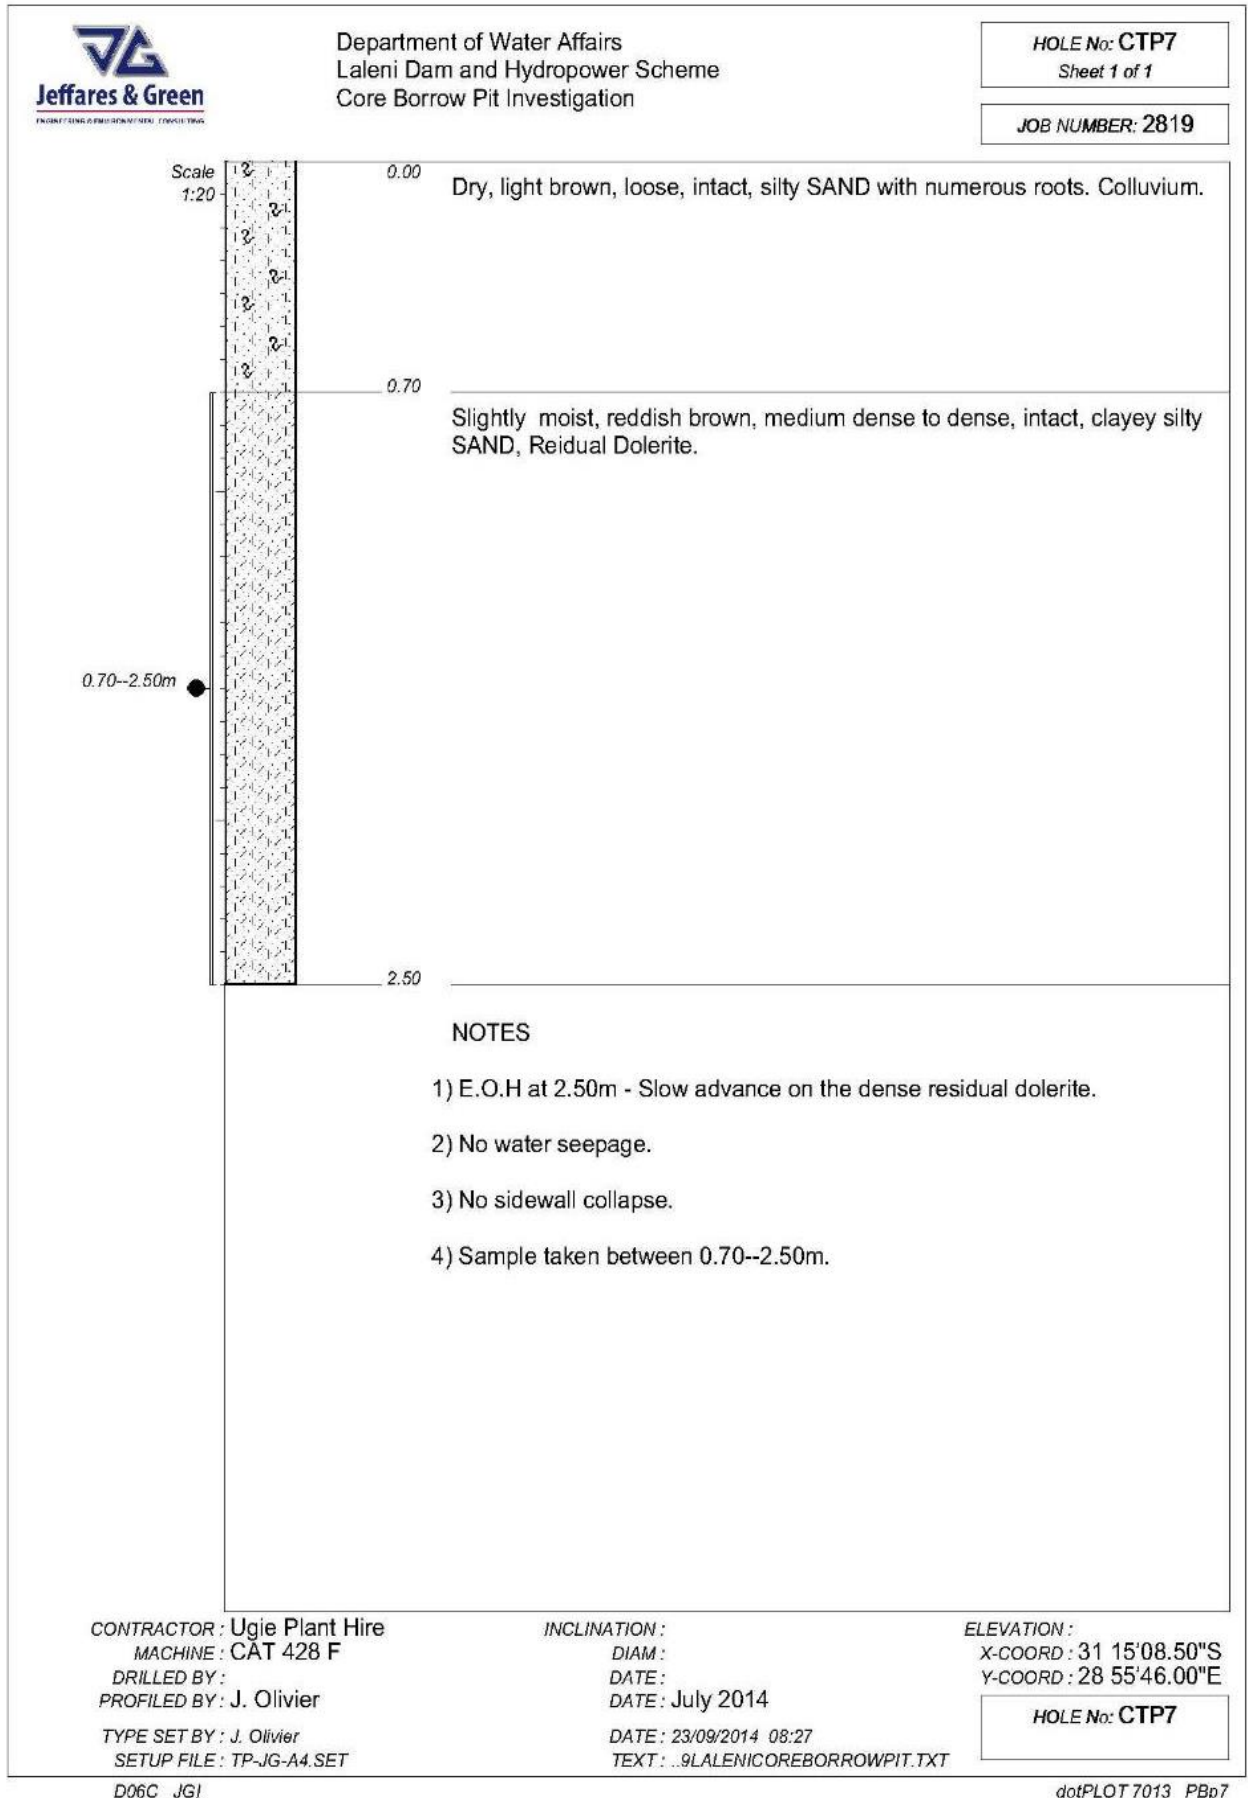 Jeffares & Green
ENGINEERING & ENVIRONMENTAL CONSULTING
Department of Water Affairs
Laleni Dam and Hydropower Scheme
Core Borrow Pit Investigation
HOLE No: CTP7
Sheet 1 of 1
JOB NUMBER: 2819
Scale
1:20
0.00
Dry, light brown, loose, intact, silty SAND with numerous roots. Colluvium.
0.70
Slightly moist, reddish brown, medium dense to dense, intact, clayey silty
SAND, Reidual Dolerite.
0.70--2.50m
2.50
NOTES
1) E.O.H at 2.50m - Slow advance on the dense residual dolerite.
2) No water seepage.
3) No sidewall collapse.
4) Sample taken between 0.70--2.50m.
CONTRACTOR : Ugie Plant Hire
MACHINE : CAT 428 F
DRILLED BY :
PROFILED BY : J. Olivier
TYPE SET BY : J. Olivier
SETUP FILE : TP-JG-A4.SET
INCLINATION :
DIAM :
DATE :
DATE : July 2014
DATE : 23/09/2014 08:27
TEXT : ..9LALENICOREBORROWPIT.TXT
ELEVATION :
X-COORD : 31 15'08.50"S
Y-COORD : 28 55'46.00"E
HOLE No: CTP7
D06C JGI
dotPLOT 7013 PBp7